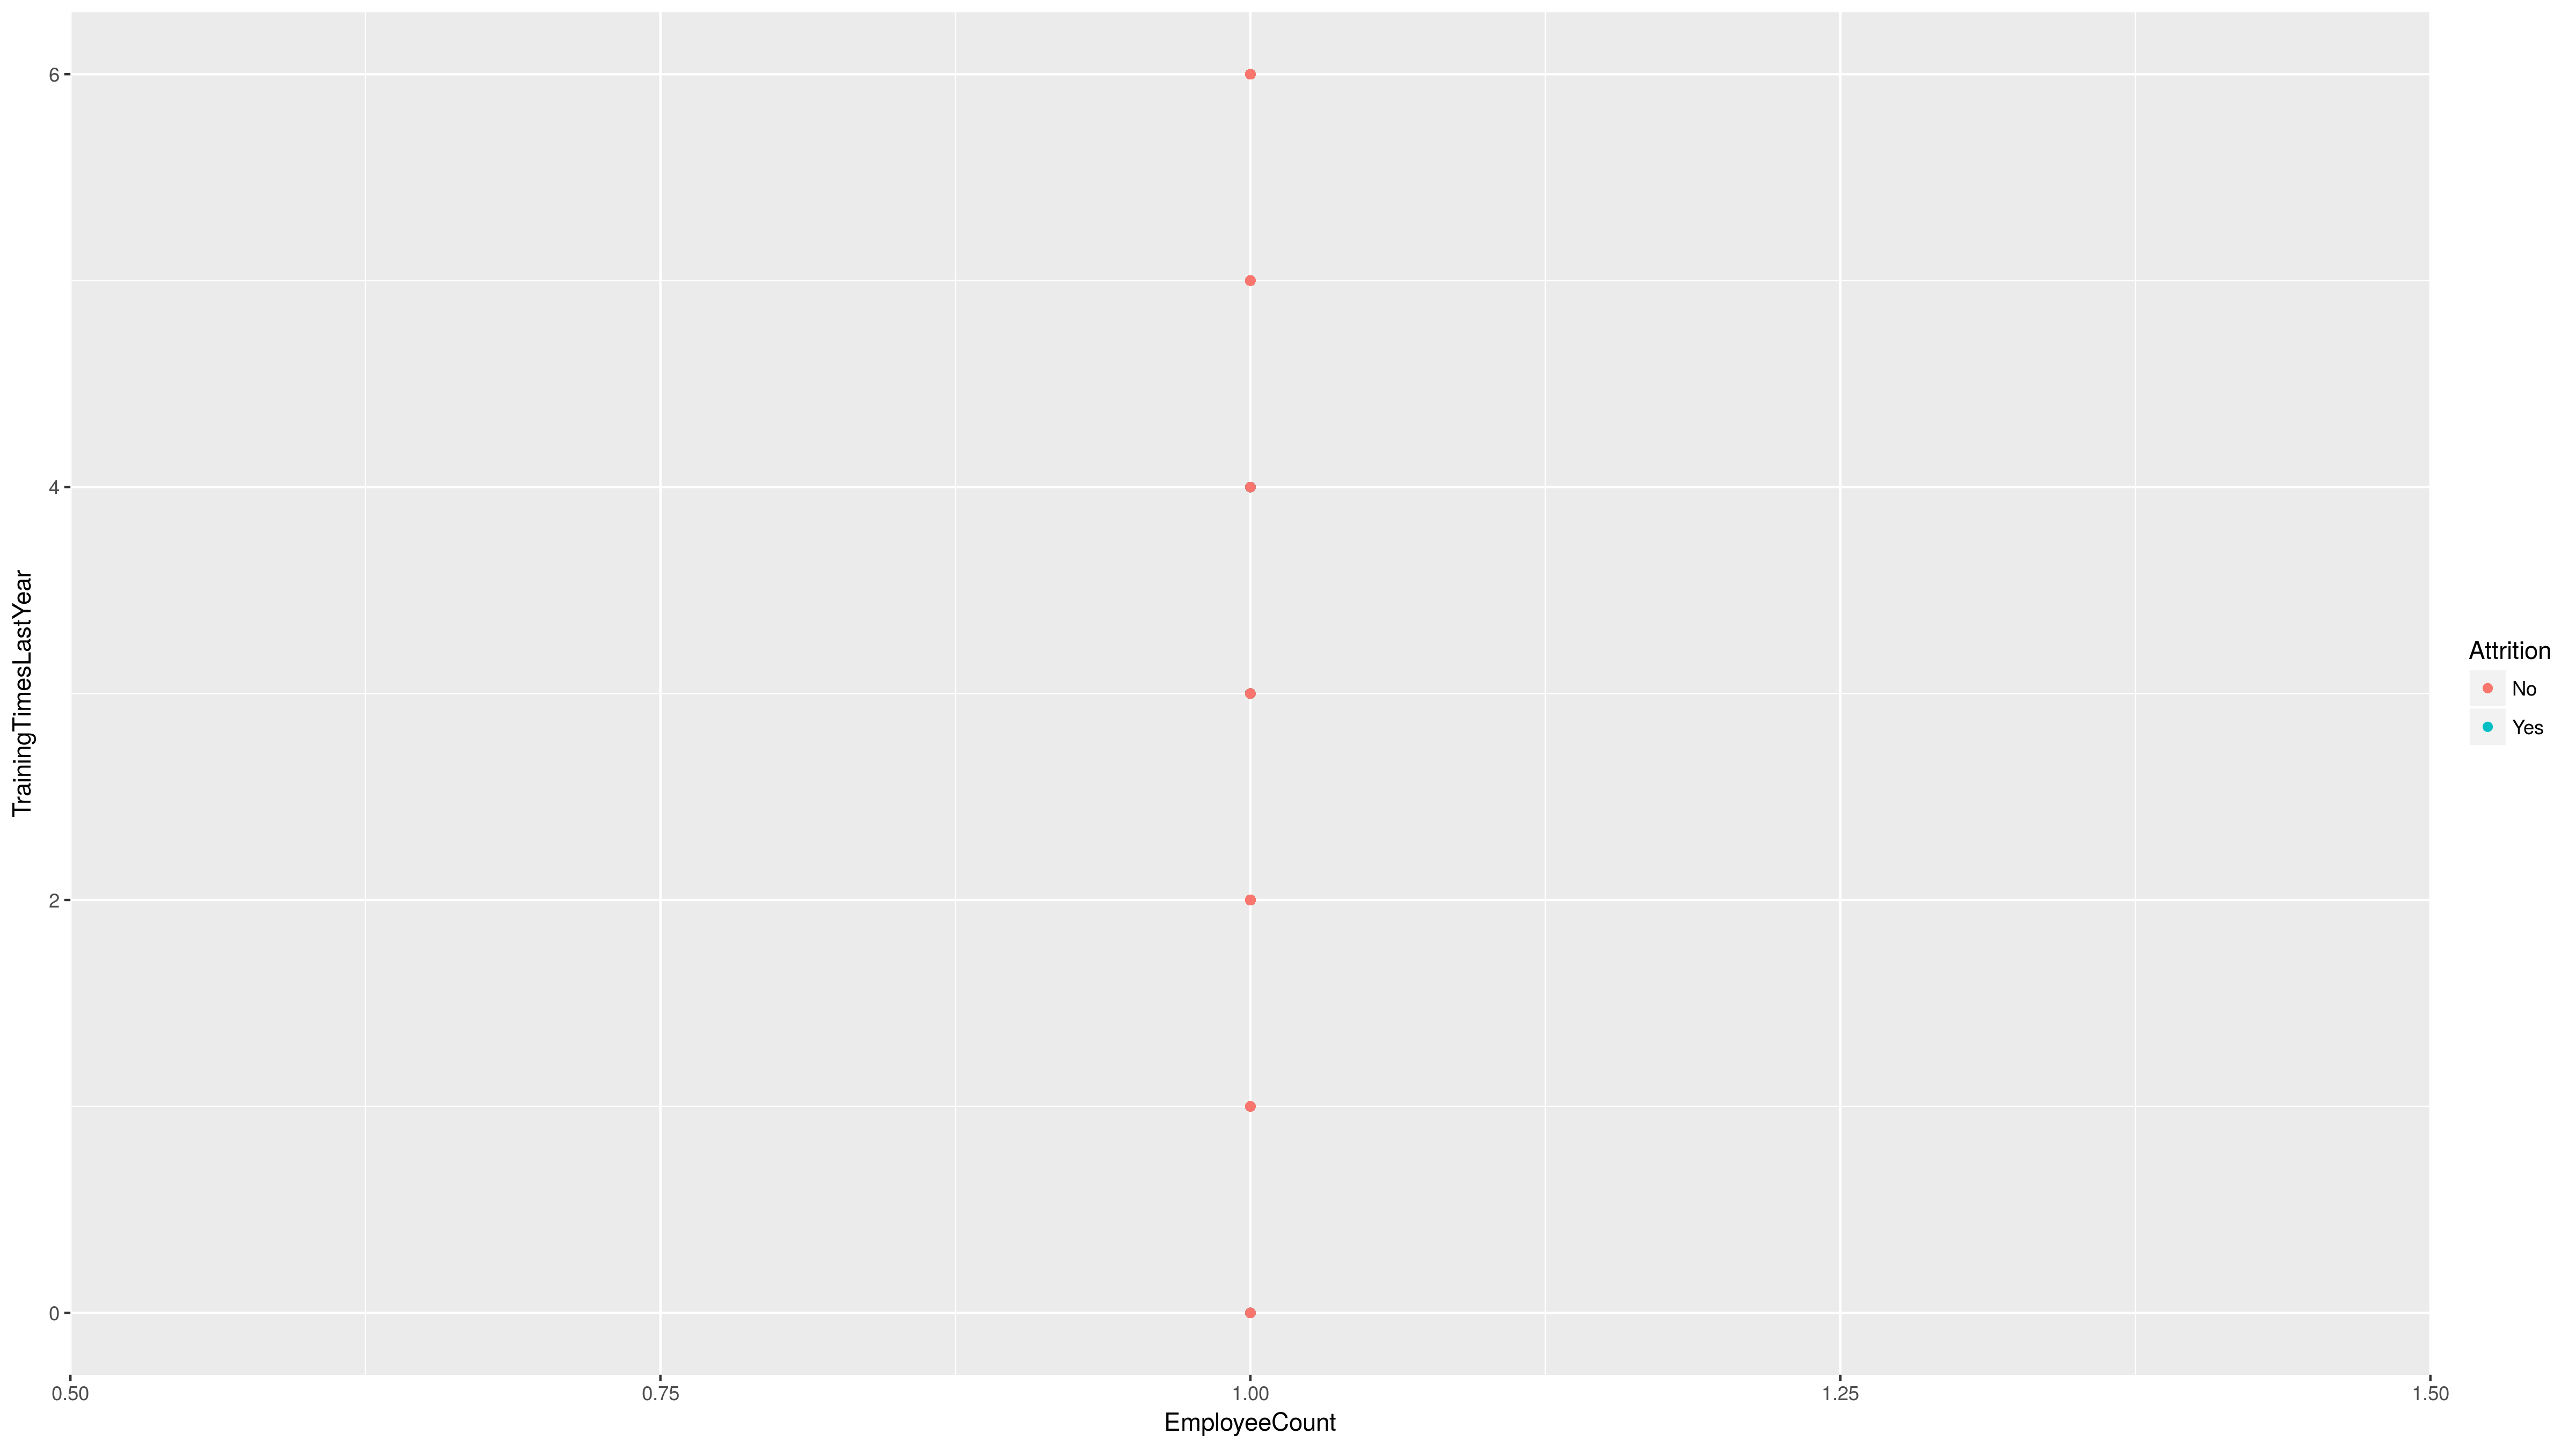 6
4
2
0
TrainingTimesLastYear
0.50 0.75 1.00 1.25 1.50
EmployeeCount
Attrition
No
Yes